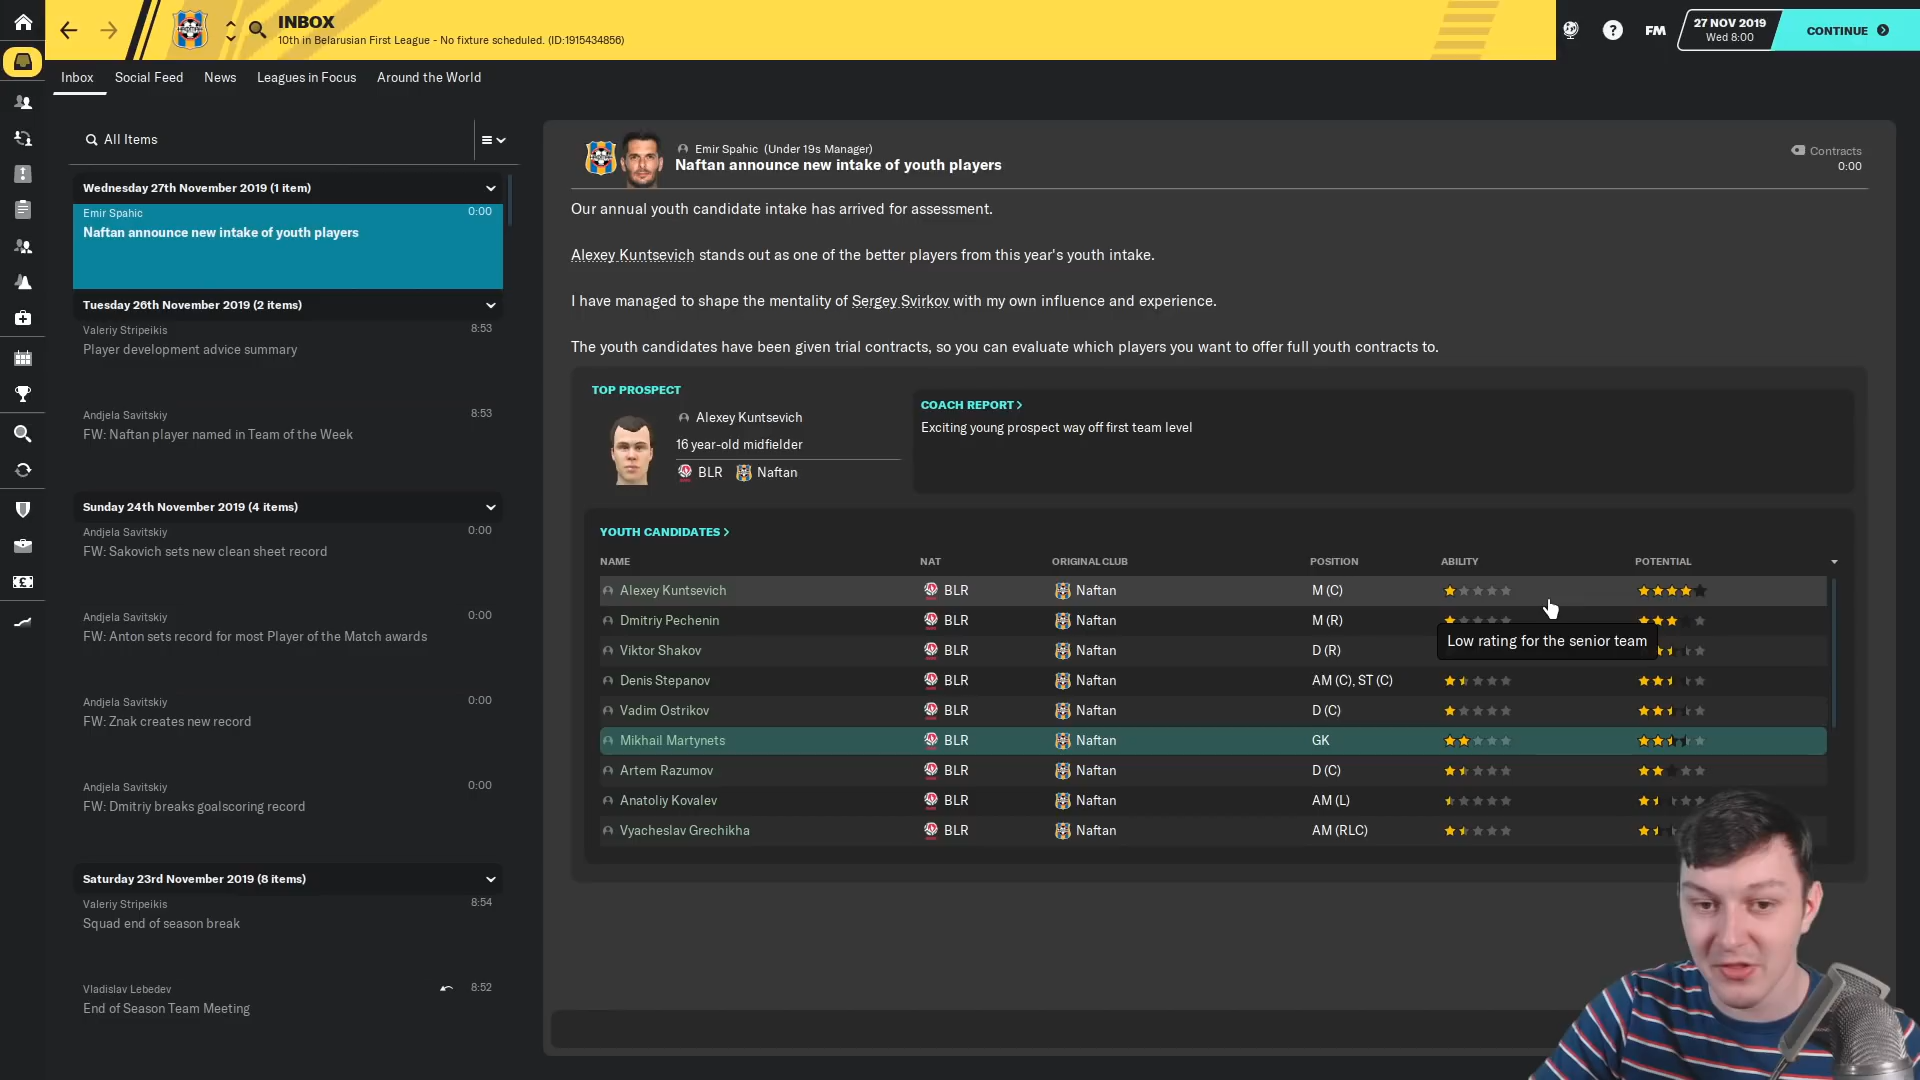 INBOX
10th in Belarusian First League - No fixture scheduled. (ID:1915434856)
FM
27 NOV 2019
Wed 8:00
CONTINUE
Inbox
Social Feed
News
Leagues in Focus
Around the World
All Items
Wednesday 27th November 2019 (1 item)
Emir Spahic
0:00
Naftan announce new intake of youth players
Tuesday 26th November 2019 (2 items)
Valeriy Stripeikis
8:53
Player development advice summary
Andjela Savitskiy
8:53
FW: Naftan player named in Team of the Week
Sunday 24th November 2019 (4 items)
Andjela Savitskiy
0:00
FW: Sakovich sets new clean sheet record
Andjela Savitskiy
0:00
FW: Anton sets record for most Player of the Match awards
Andjela Savitskiy
0:00
FW: Znak creates new record
Andjela Savitskiy
0:00
FW: Dmitriy breaks goalscoring record
Saturday 23rd November 2019 (8 items)
Valeriy Stripeikis
8:54
Squad end of season break
Vladislav Lebedev
8:52
End of Season Team Meeting
Emir Spahic (Under 19s Manager)
Naftan announce new intake of youth players
Contracts
0:00
Our annual youth candidate intake has arrived for assessment.
Alexey Kuntsevich stands out as one of the better players from this year's youth intake.
I have managed to shape the mentality of Sergey Svirkov with my own influence and experience.
The youth candidates have been given trial contracts, so you can evaluate which players you want to offer full youth contracts to.
TOP PROSPECT
Alexey Kuntsevich
16 year-old midfielder
BLR Naftan
COACH REPORT >
Exciting young prospect way off first team level
YOUTH CANDIDATES >
NAME NAT ORIGINAL CLUB POSITION ABILITY POTENTIAL
Alexey Kuntsevich BLR Naftan M (C)
Dmitriy Pechenin BLR Naftan M (R)
Low rating for the senior team
Viktor Shakov BLR Naftan D (R)
Denis Stepanov BLR Naftan AM (C), ST (C)
Vadim Ostrikov BLR Naftan D (C)
Mikhail Martynets BLR Naftan GK
Artem Razumov BLR Naftan D (C)
Anatoliy Kovalev BLR Naftan AM (L)
Vyacheslav Grechikha BLR Naftan AM (RLC)